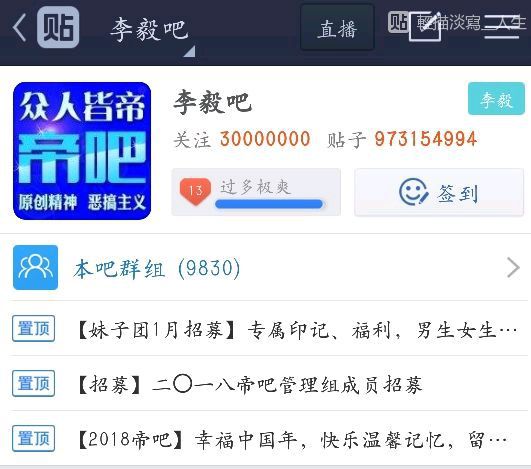 贴 李毅吧 直播 贴 輕描淡寫_人生
众人皆帝
帝吧
原创精神 恶搞主义
李毅吧 李毅
关注 30000000 贴子 973154994
13 过多极爽 签到
本吧群组 (9830)
置顶 【妹子团1月招募】专属印记、福利，男生女生…
置顶 【招募】二〇一八帝吧管理组成员招募
置顶 【2018帝吧】幸福中国年，快乐温馨记忆，留…